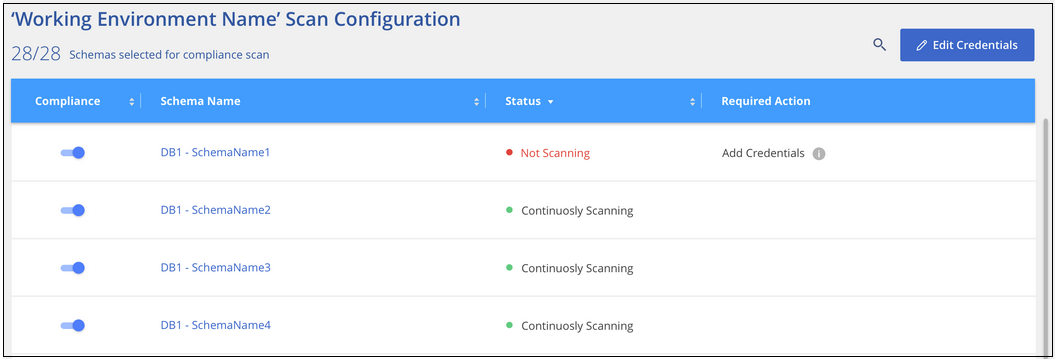 ‘Working Environment Name’ Scan Configuration
28/28 Schemas selected for compliance scan
Edit Credentials
Compliance Schema Name Status Required Action
DB1 - SchemaName1 Not Scanning Add Credentials i
DB1 - SchemaName2 Continuosly Scanning
DB1 - SchemaName3 Continuosly Scanning
DB1 - SchemaName4 Continuosly Scanning